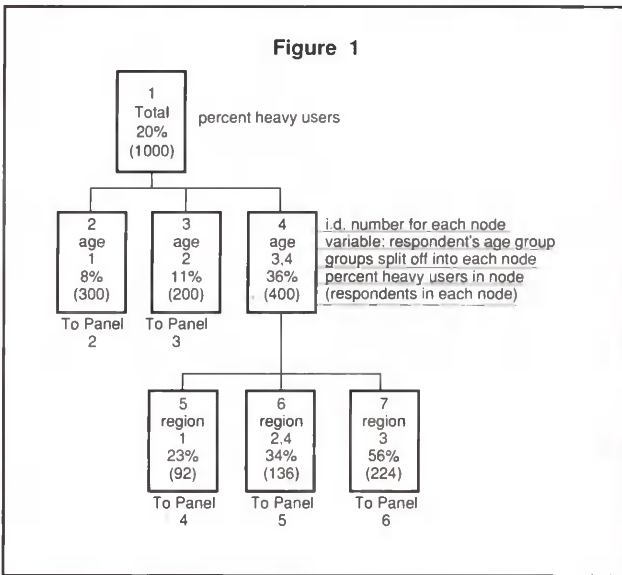 Figure 1
1
Total
20%
(1000)
percent heavy users
2
age
1
8%
(300)
3
age
2
11%
(200)
4
age
3,4
36%
(400)
i.d. number for each node
variable: respondent's age group
groups split off into each node
percent heavy users in node
(respondents in each node)
To Panel
2
To Panel
3
5
region
1
23%
(92)
6
region
2,4
34%
(136)
7
region
3
56%
(224)
To Panel
4
To Panel
5
To Panel
6